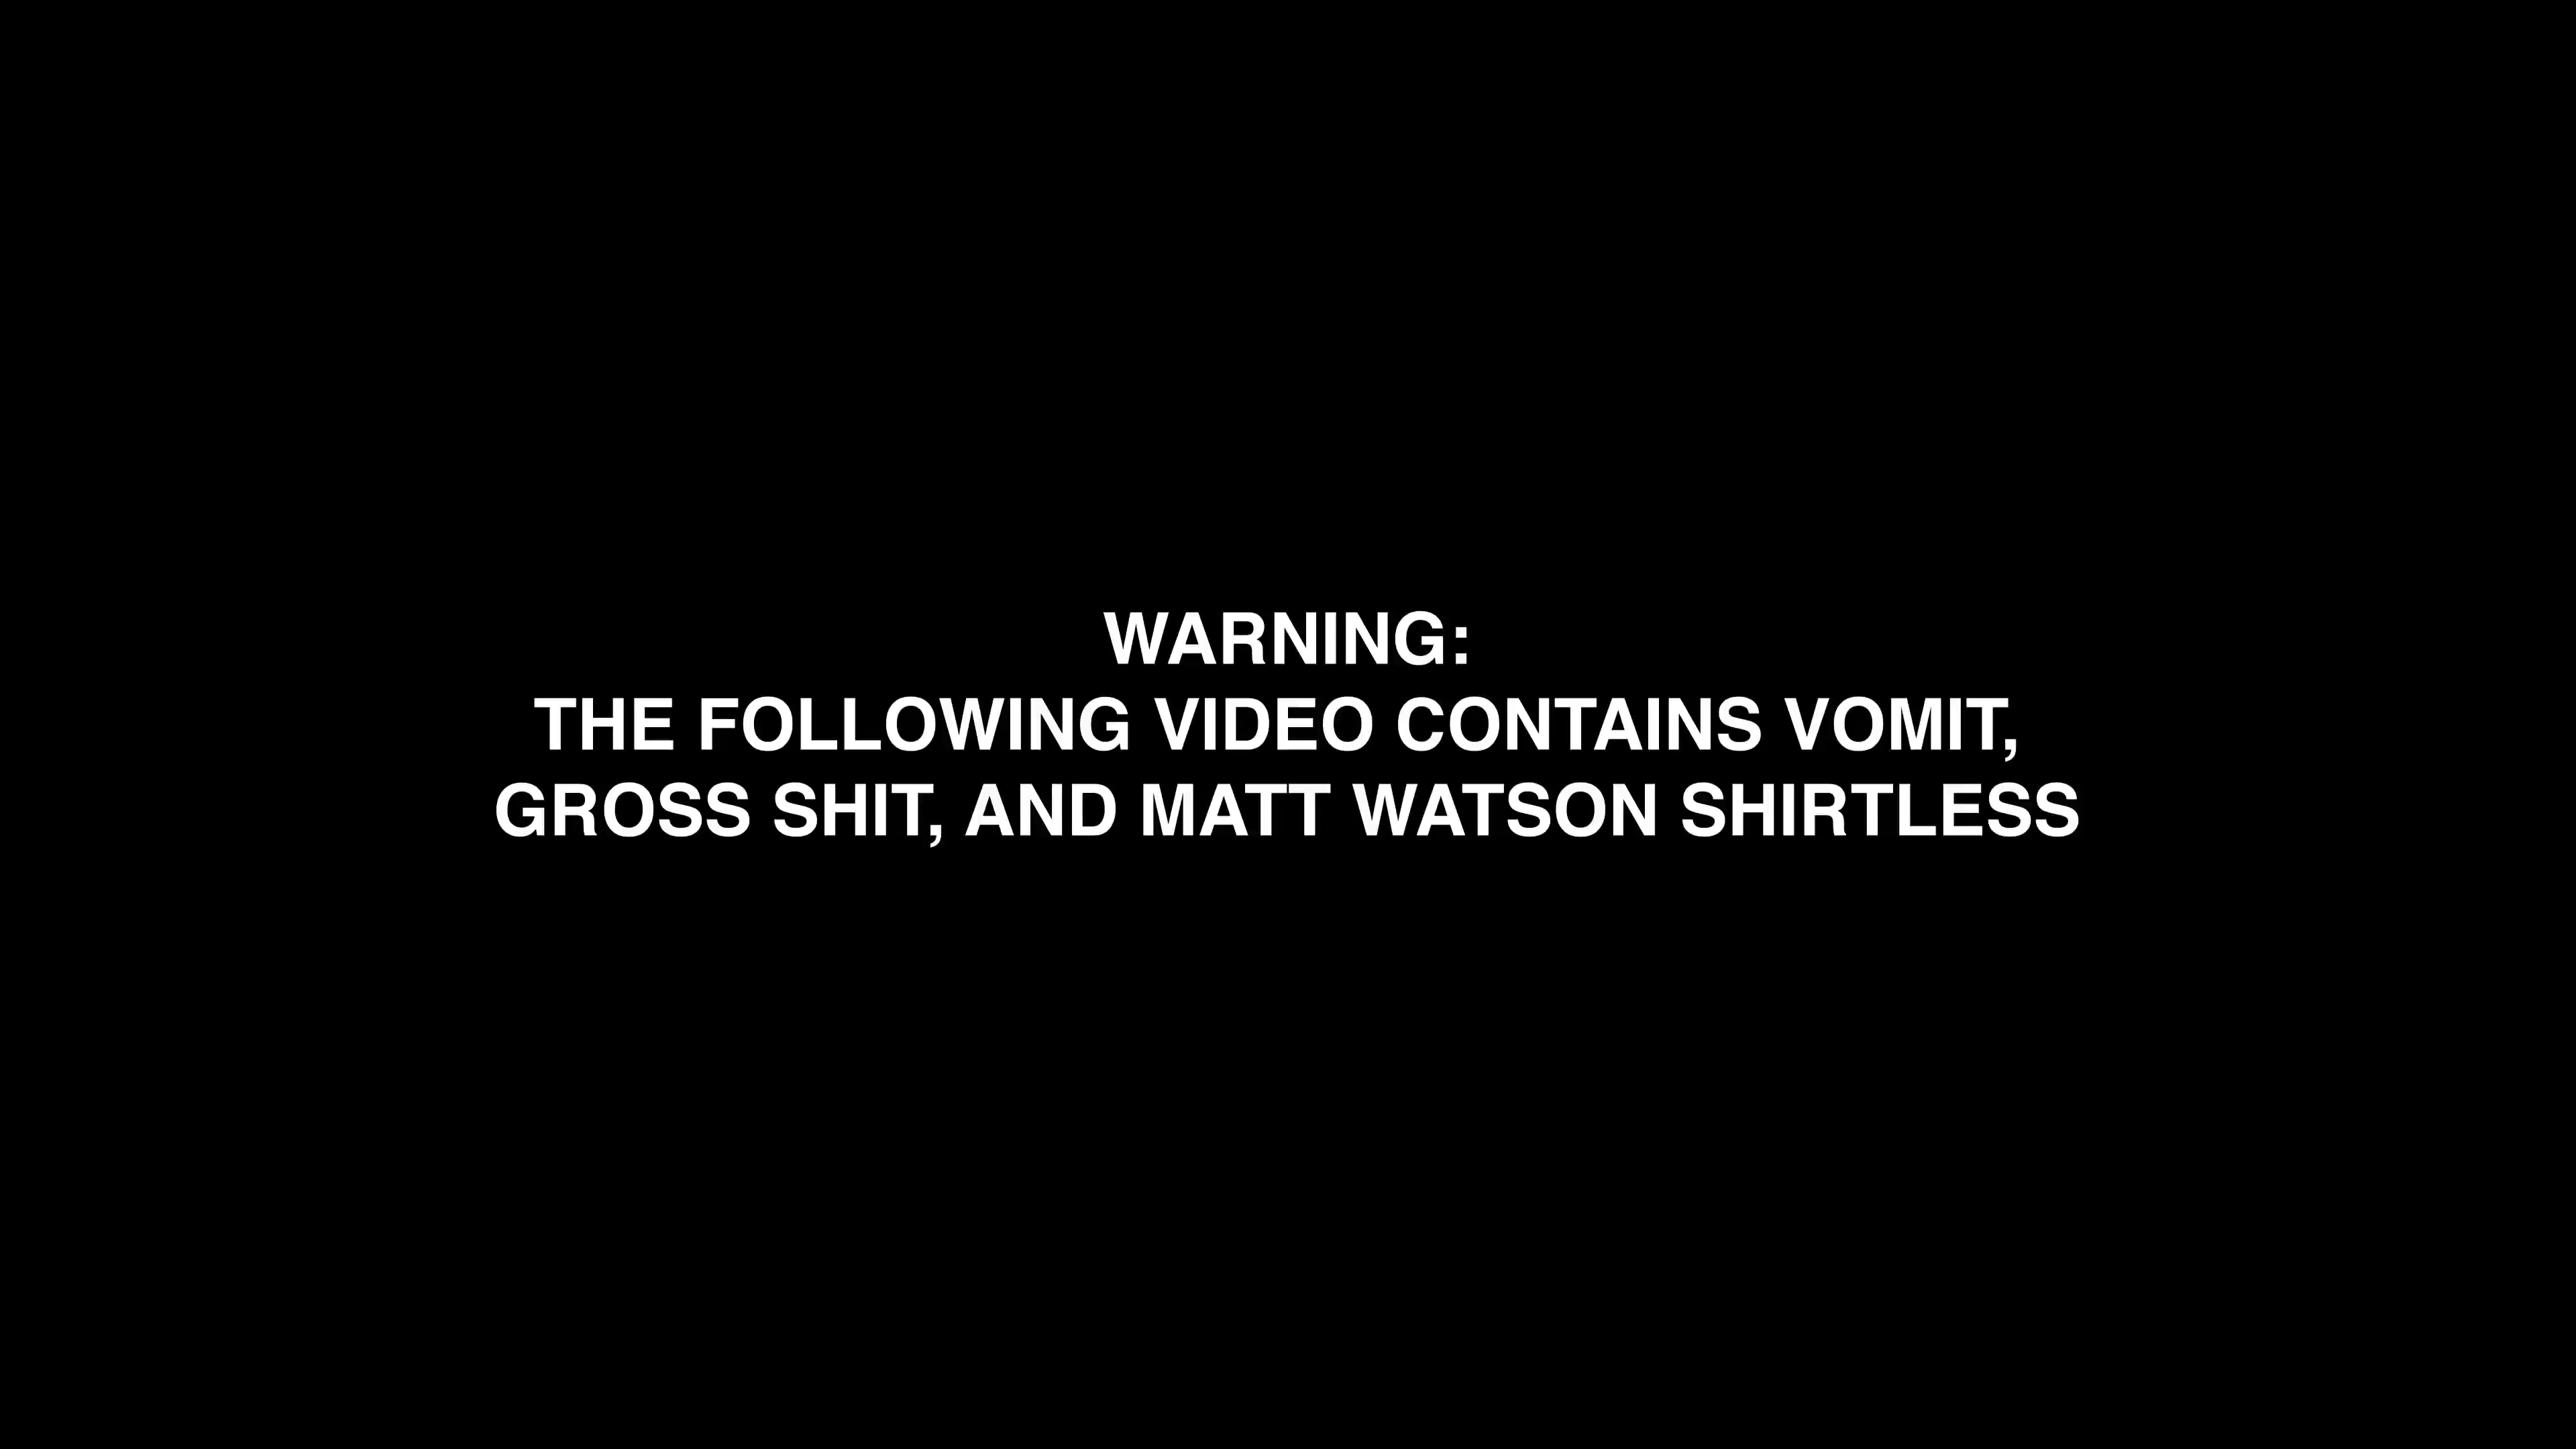 WARNING:
THE FOLLOWING VIDEO CONTAINS VOMIT,
GROSS SHIT, AND MATT WATSON SHIRTLESS